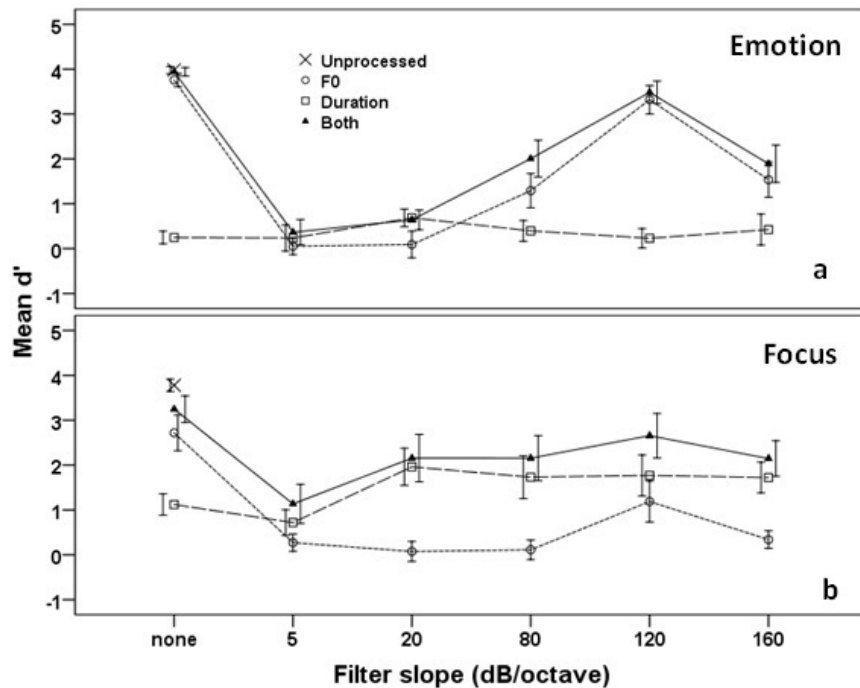 Emotion
Unprocessed
F0
Duration
Both
5
4
3
2
1
0
-1
a
Mean d'
Focus
5
4
3
2
1
0
-1
b
none 5 20 80 120 160
Filter slope (dB/octave)